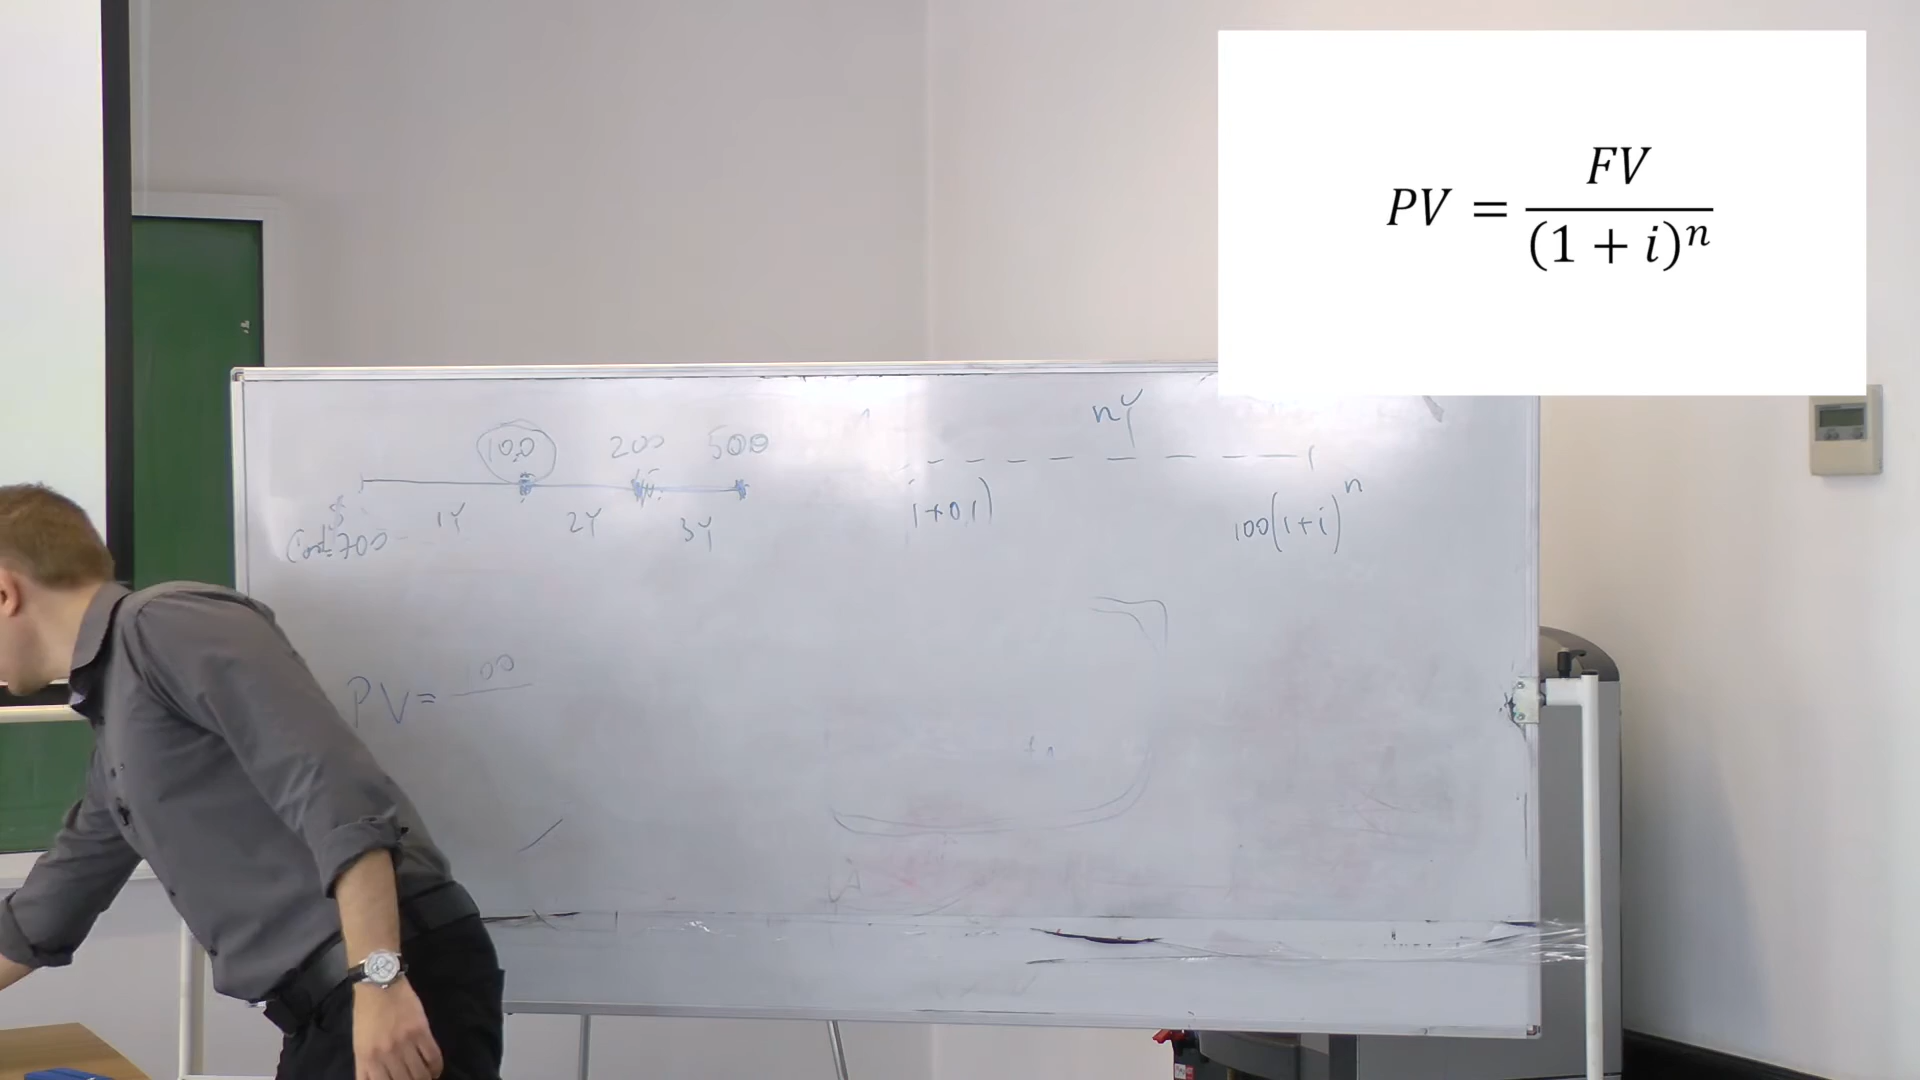 PV = FV / (1 + i)^n
nY
100 200 500
1Y 2Y 3Y
$
Cost=700
1+0,1)
100(1+i)^n
PV= 100